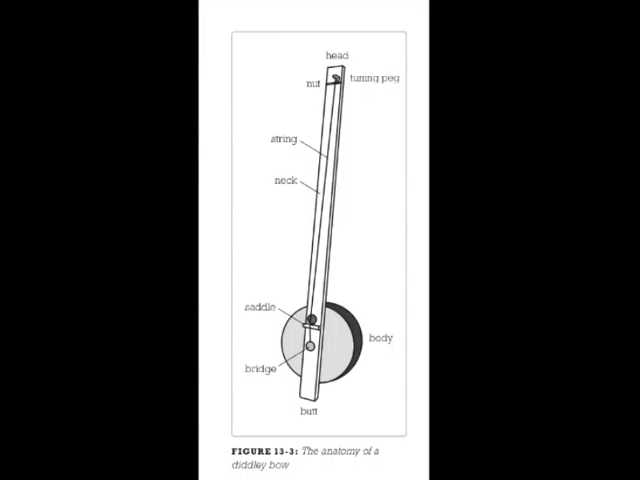 head
tuning peg
nut
string
neck
saddle
body
bridge
butt
FIGURE 13-3: The anatomy of a
diddley bow